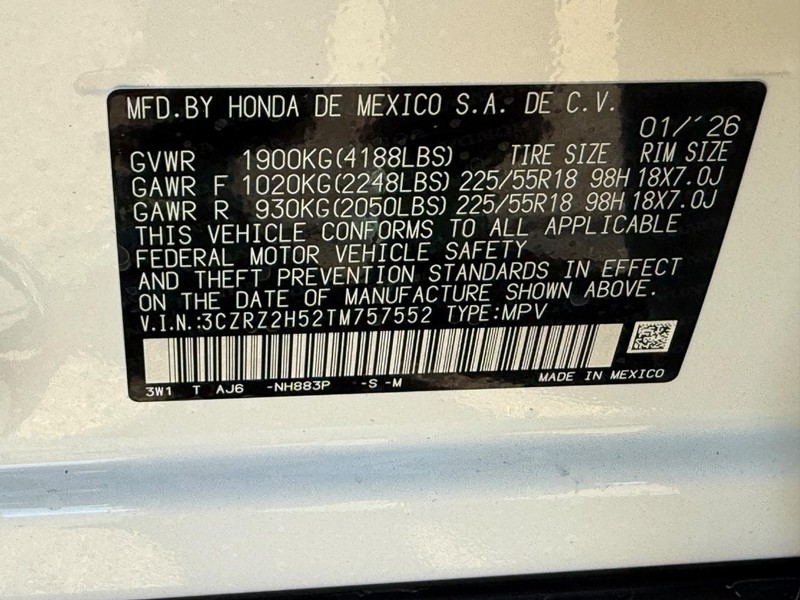 MFD.BY HONDA DE MEXICO S.A. DE C.V.
01/'26
GVWR 1900KG(4188LBS) TIRE SIZE RIM SIZE
GAWR F 1020KG(2248LBS) 225/55R18 98H 18X7.0J
GAWR R 930KG(2050LBS) 225/55R18 98H 18X7.0J
THIS VEHICLE CONFORMS TO ALL APPLICABLE
FEDERAL MOTOR VEHICLE SAFETY
AND THEFT PREVENTION STANDARDS IN EFFECT
ON THE DATE OF MANUFACTURE SHOWN ABOVE.
V.I.N.:3CZRZ2H52TM757552 TYPE:MPV
3W1 T AJ6 -NH883P -S -M MADE IN MEXICO